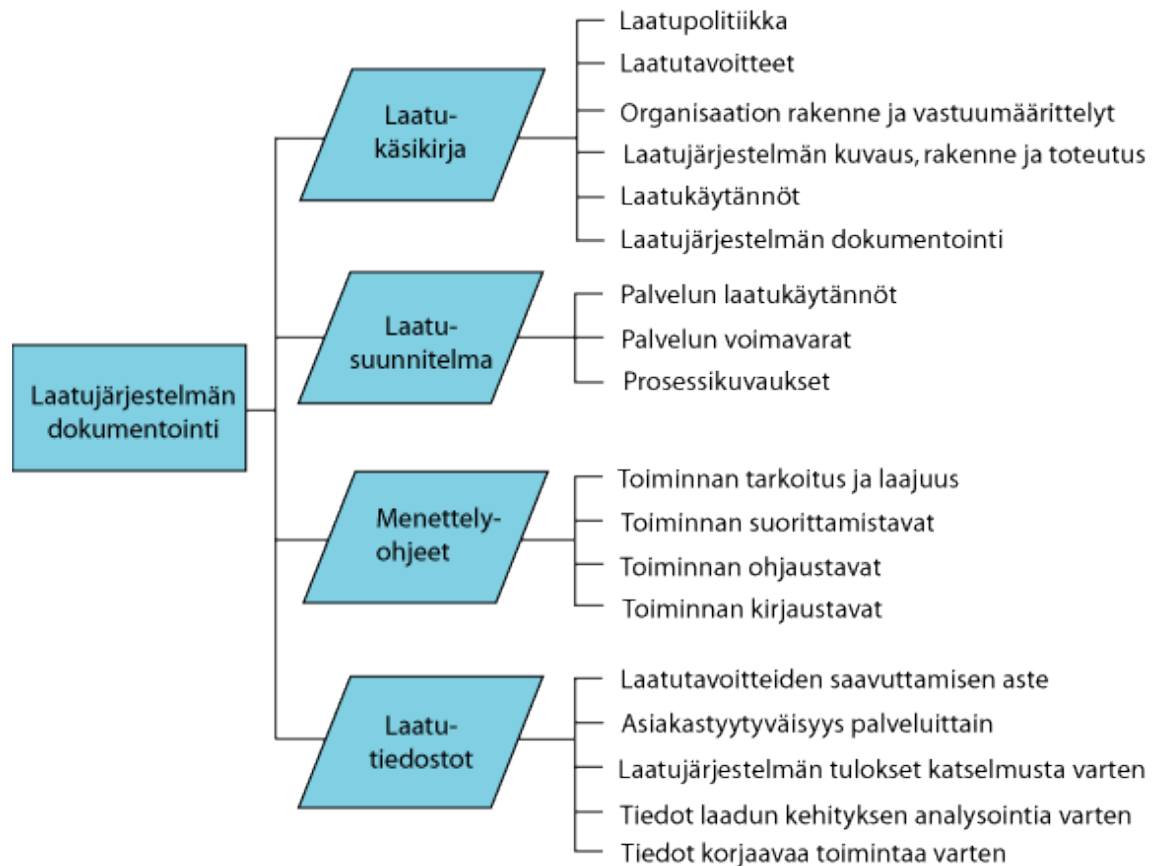 Laatujärjestelmän
dokumentointi
Laatu-
käsikirja
Laatupolitiikka
Laatutavoitteet
Organisaation rakenne ja vastuumäärittelyt
Laatujärjestelmän kuvaus, rakenne ja toteutus
Laatukäytännöt
Laatujärjestelmän dokumentointi
Laatu-
suunnitelma
Palvelun laatukäytännöt
Palvelun voimavarat
Prosessikuvaukset
Menettely-
ohjeet
Toiminnan tarkoitus ja laajuus
Toiminnan suorittamistavat
Toiminnan ohjaustavat
Toiminnan kirjaustavat
Laatu-
tiedostot
Laatutavoitteiden saavuttamisen aste
Asiakastyytyväisyys palveluittain
Laatujärjestelmän tulokset katselmusta varten
Tiedot laadun kehityksen analysointia varten
Tiedot korjaavaa toimintaa varten